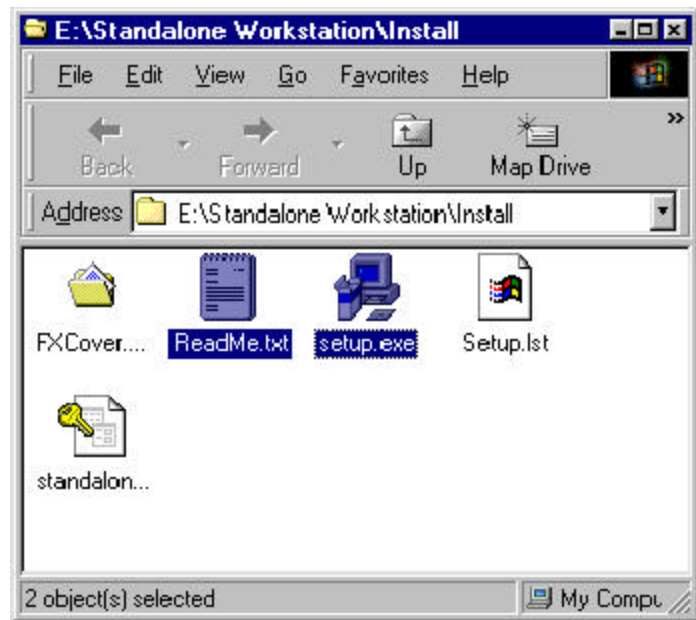 E:\Standalone Workstation\Install
File Edit View Go Favorites Help
»
Back Forward Up Map Drive
Address E:\Standalone Workstation\Install
FXCover.... ReadMe.txt setup.exe Setup.lst
standalon...
2 object(s) selected My Compu